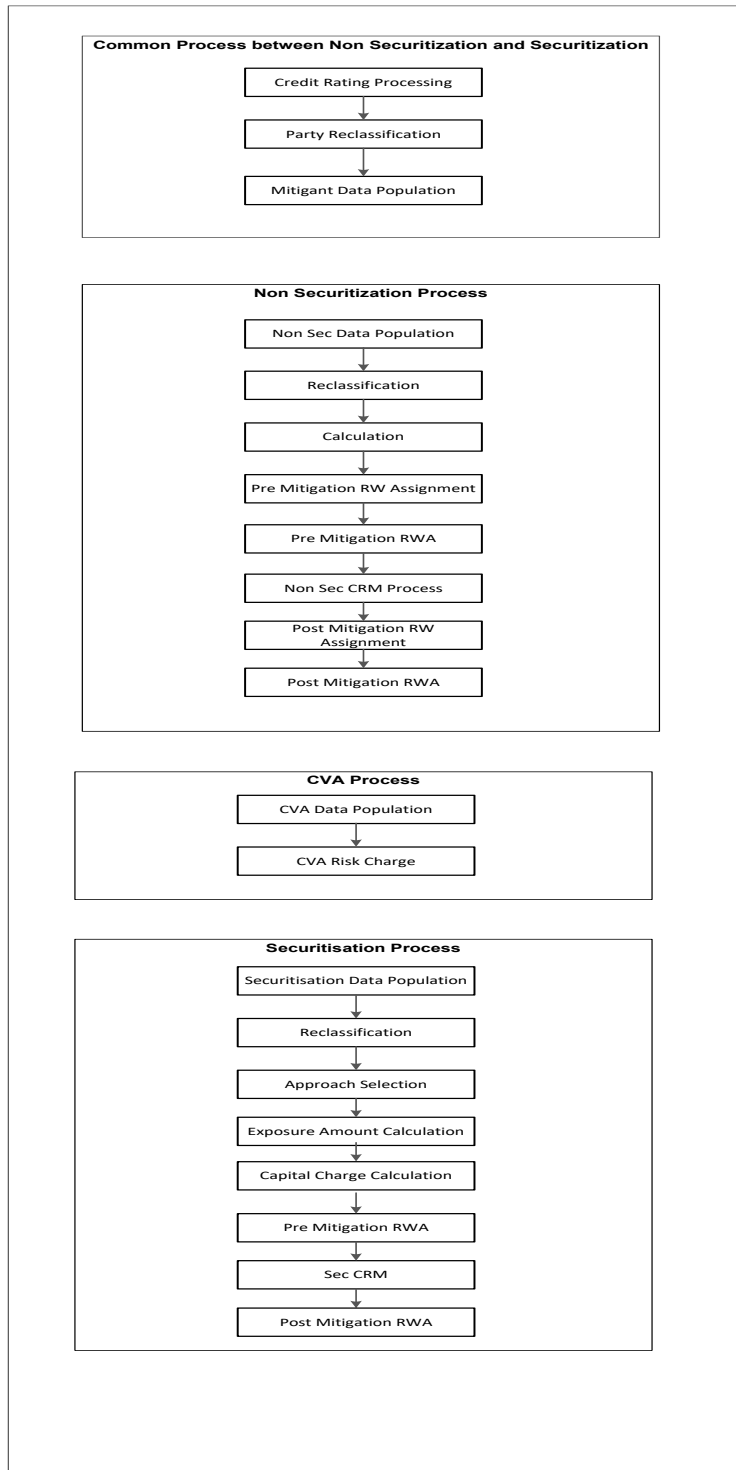 Common Process between Non Securitization and Securitization
Credit Rating Processing
Party Reclassification
Mitigant Data Population
Non Securitization Process
Non Sec Data Population
Reclassification
Calculation
Pre Mitigation RW Assignment
Pre Mitigation RWA
Non Sec CRM Process
Post Mitigation RW
Assignment
Post Mitigation RWA
CVA Process
CVA Data Population
CVA Risk Charge
Securitisation Process
Securitisation Data Population
Reclassification
Approach Selection
Exposure Amount Calculation
Capital Charge Calculation
Pre Mitigation RWA
Sec CRM
Post Mitigation RWA